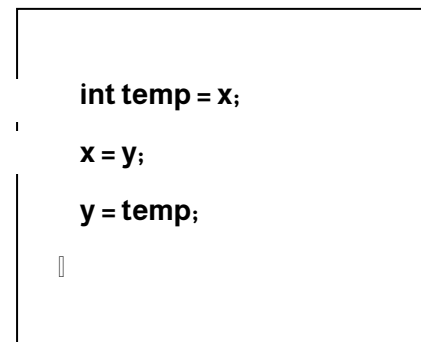 int temp = x;
x = y;
y = temp;